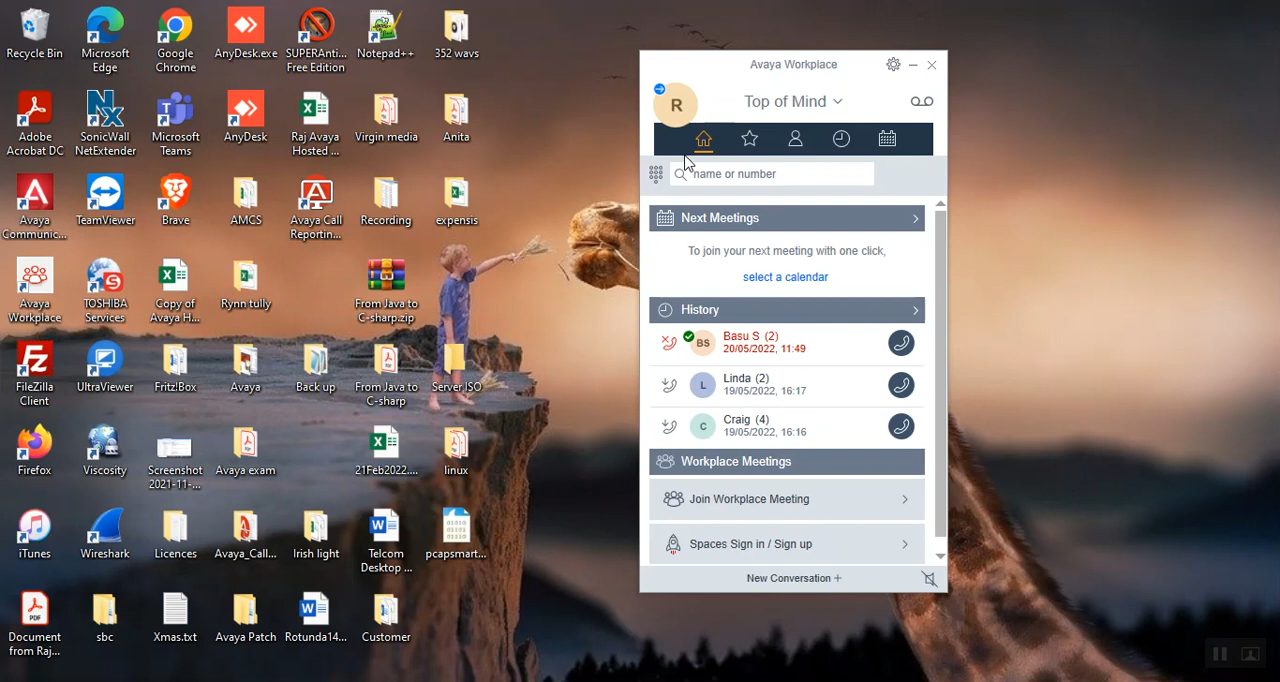 Recycle Bin
Microsoft
Edge
Google
Chrome
AnyDesk.exe
SUPERAnti...
Free Edition
Notepad++
352 wavs
Adobe
Acrobat DC
SonicWall
NetExtender
Microsoft
Teams
AnyDesk
Raj Avaya
Hosted ...
Virgin media
Anita
Avaya
Communic...
TeamViewer
Brave
AMCS
Avaya Call
Reportin...
Recording
expensis
Avaya
Workplace
TOSHIBA
Services
Copy of
Avaya H...
Rynn tully
From Java to
C-sharp.zip
FileZilla
Client
UltraViewer
Fritz!Box
Avaya
Back up
From Java to
C-sharp
Server ISO
Firefox
Viscosity
Screenshot
2021-11-...
Avaya exam
21Feb2022....
linux
iTunes
Wireshark
Licences
Avaya_Call...
Irish light
Telcom
Desktop ...
pcapsmart...
Document
from Raj...
sbc
Xmas.txt
Avaya Patch
Rotunda14...
Customer
Avaya Workplace
R
Top of Mind
name or number
Next Meetings
To join your next meeting with one click,
select a calendar
History
BS
Basu S (2)
20/05/2022, 11:49
L
Linda (2)
19/05/2022, 16:17
C
Craig (4)
19/05/2022, 16:16
Workplace Meetings
Join Workplace Meeting
Spaces Sign in / Sign up
New Conversation +